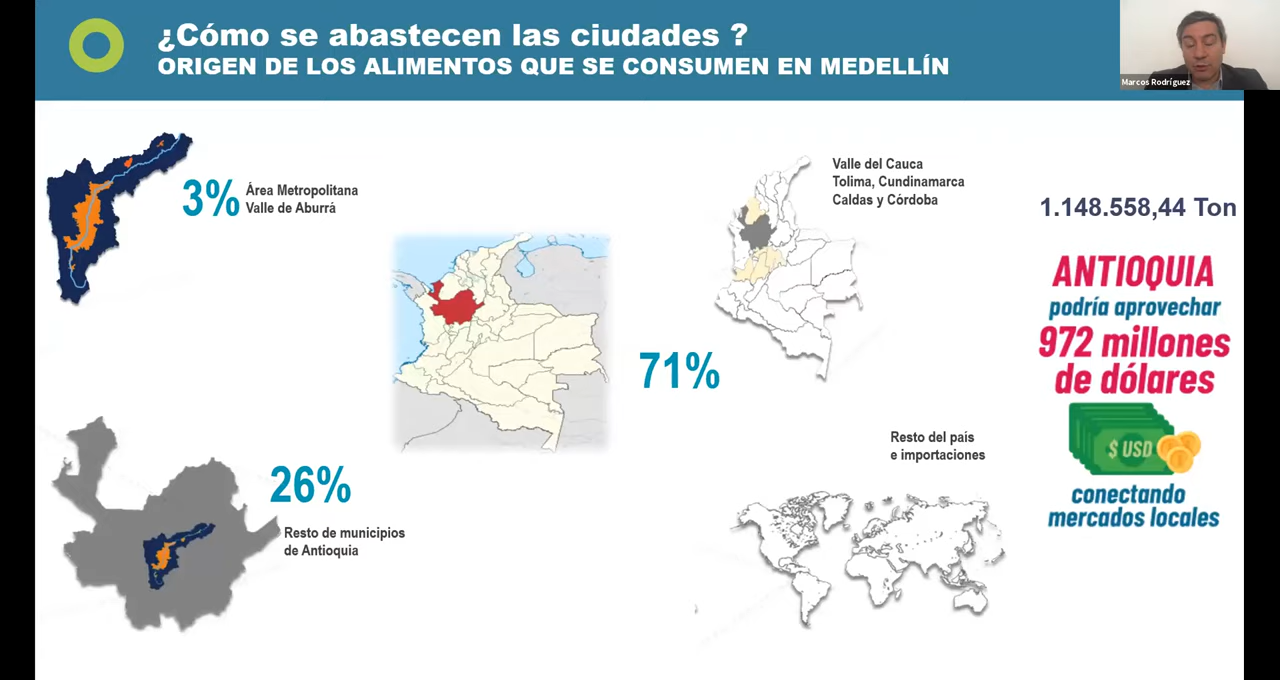 ¿Cómo se abastecen las ciudades ?
ORIGEN DE LOS ALIMENTOS QUE SE CONSUMEN EN MEDELLÍN
Marcos Rodríguez
3%
Área Metropolitana
Valle de Aburrá
26%
Resto de municipios
de Antioquia
71%
Valle del Cauca
Tolima, Cundinamarca
Caldas y Córdoba
Resto del país
e importaciones
1.148.558,44 Ton
ANTIOQUIA
podría aprovechar
972 millones
de dólares
$ USD
conectando
mercados locales